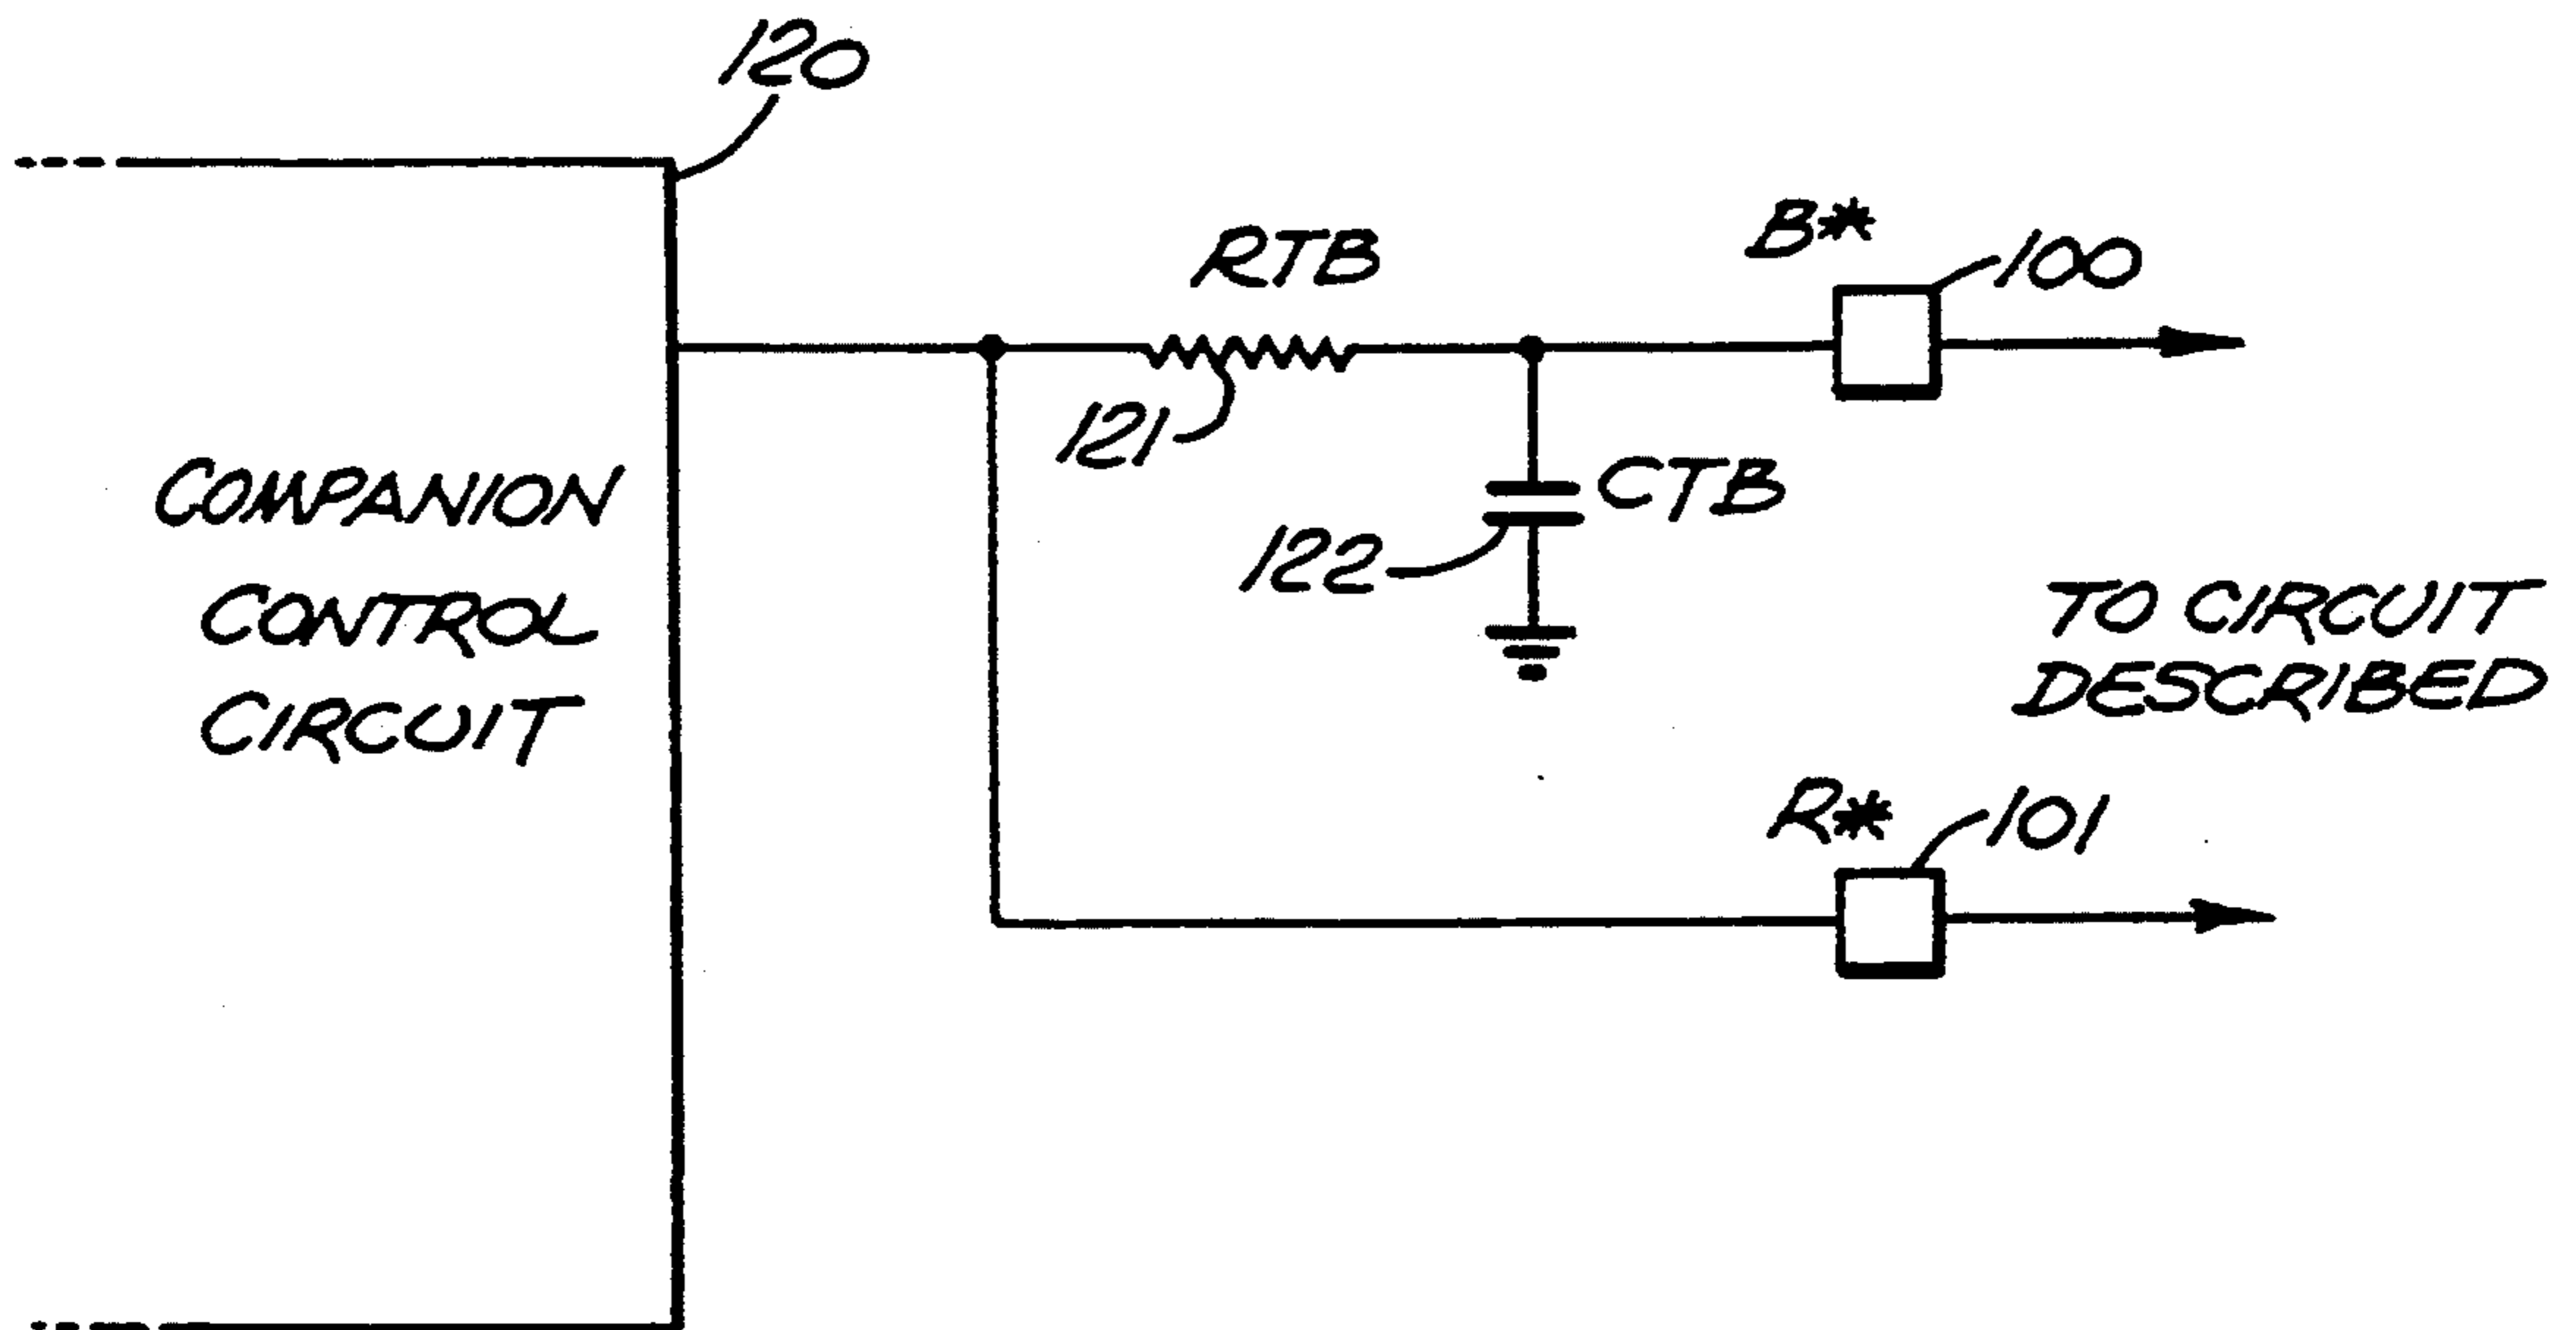 120
RTB
B*
100
121
CTB
122
COMPANION
CONTROL
CIRCUIT
TO CIRCUIT
DESCRIBED
R*
101